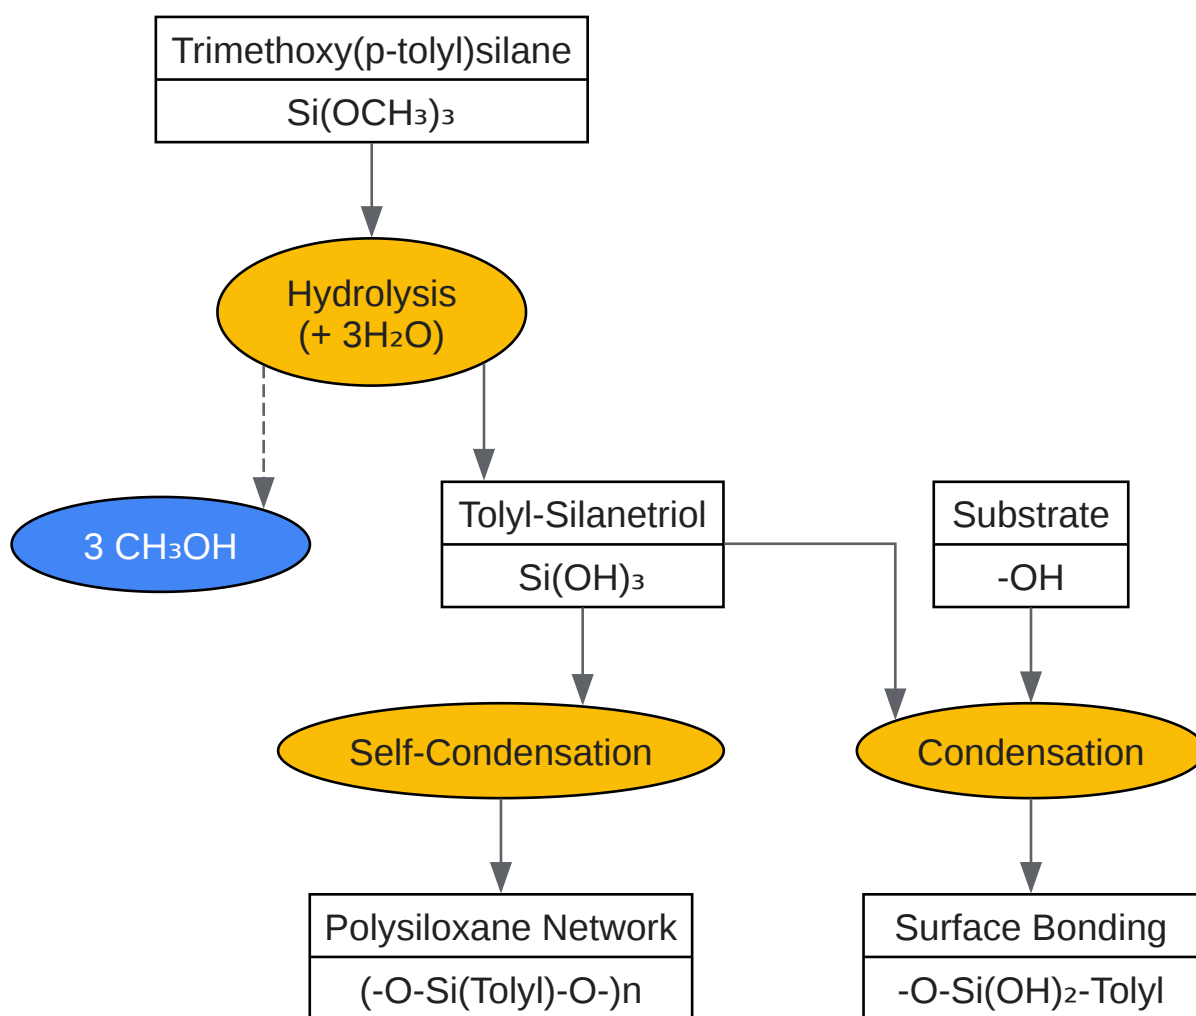 Trimethoxy(p-tolyl)silane
Si(OCH₃)₃
Hydrolysis
(+ 3H₂O)
3 CH₃OH
Tolyl-Silanetriol
Si(OH)₃
Substrate
-OH
Self-Condensation
Condensation
Polysiloxane Network
(-O-Si(Tolyl)-O-)n
Surface Bonding
-O-Si(OH)₂-Tolyl